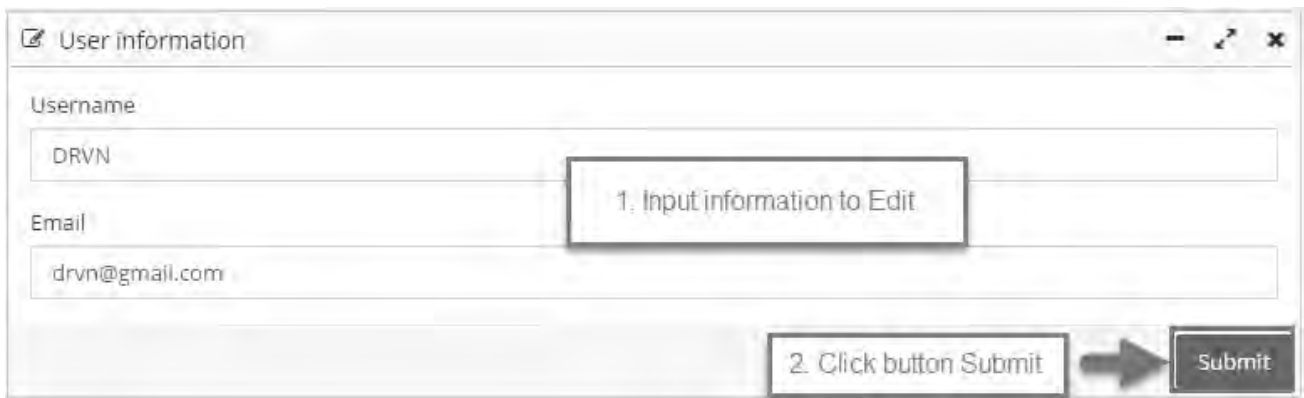 User information
Username
DRVN
1. Input information to Edit
Email
drvn@gmail.com
2. Click button Submit
Submit